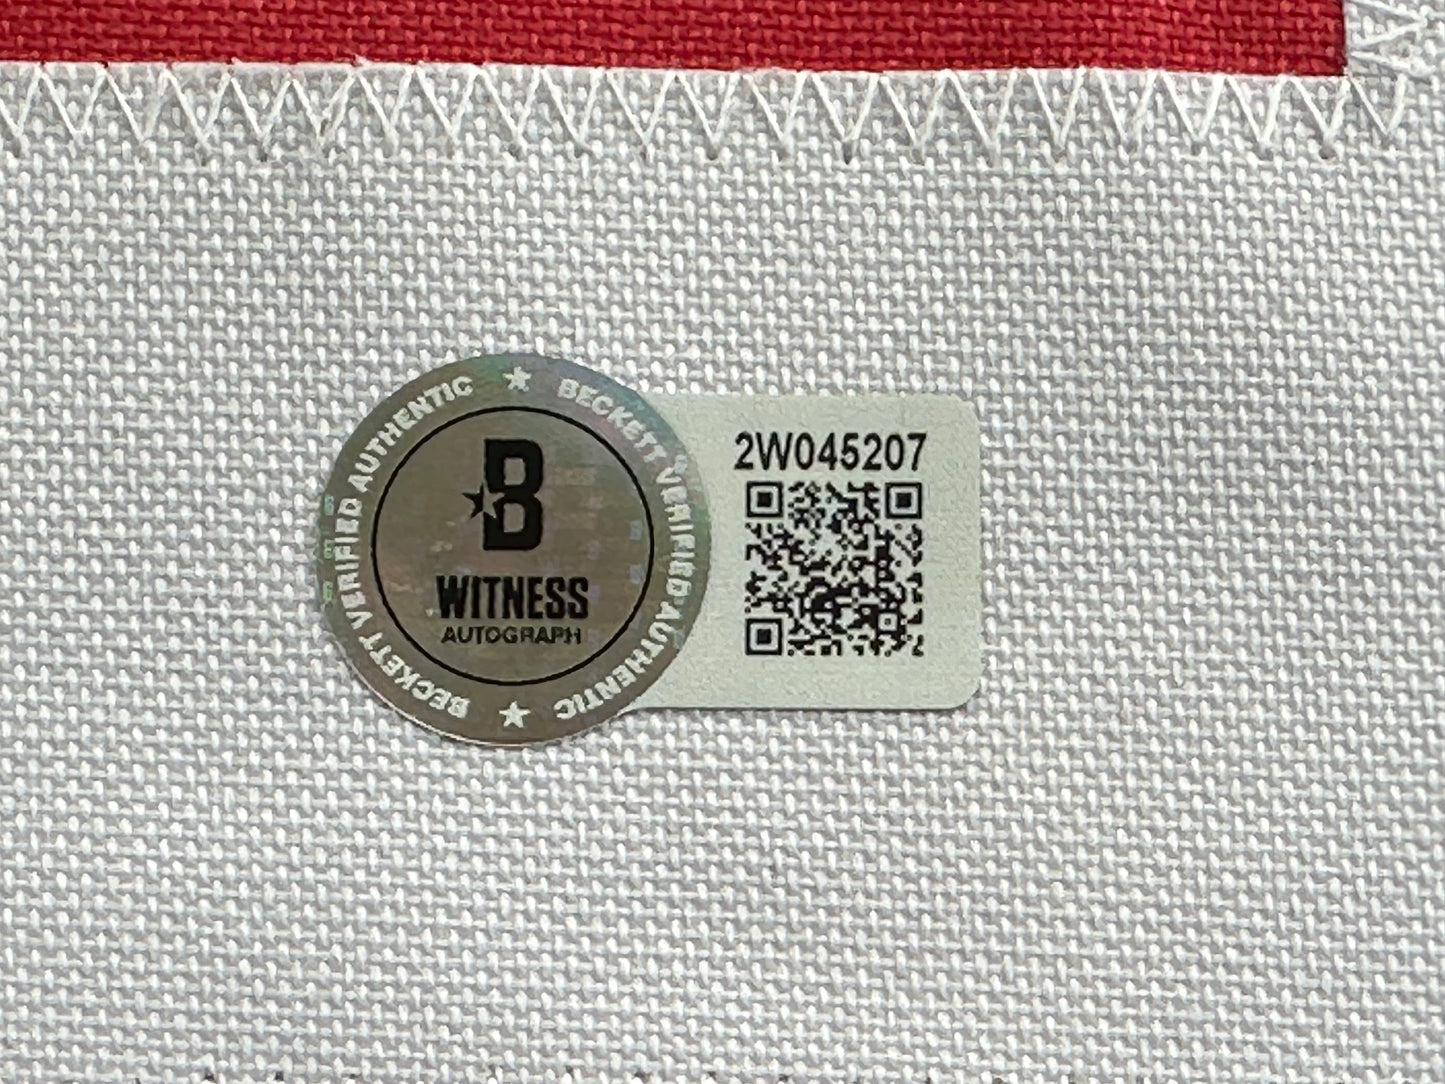 BECKETT VERIFIED AUTHENTIC ★ BECKETT VERIFIED AUTHENTIC ★
B
WITNESS
AUTOGRAPH
2W045207